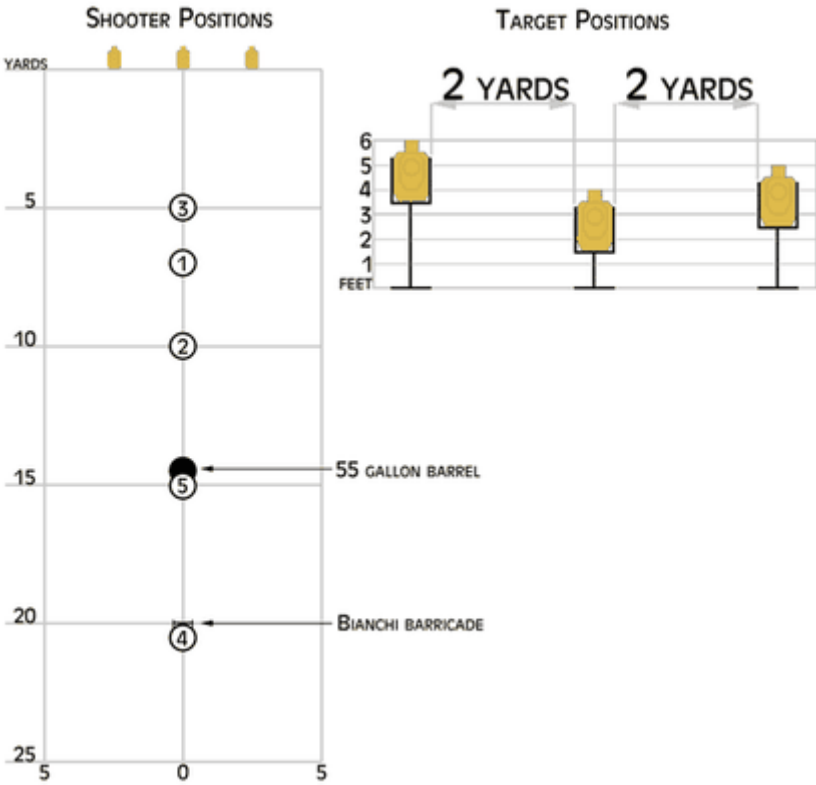 Shooter Positions
YARDS
5
3
1
10
2
55 GALLON BARREL
15
5
20
BIANCHI BARRICADE
4
25
5 0 5
Target Positions
2 YARDS 2 YARDS
6
5
4
3
2
1
FEET